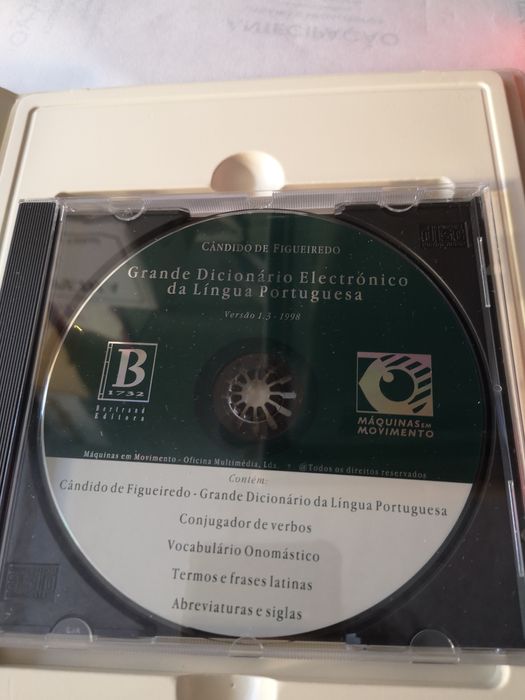 ANTECIPAÇÃO
CÂNDIDO DE FIGUEIREDO
Grande Dicionário Electrónico
da Língua Portuguesa
Versão 1.3 - 1998
B
1732
Bertrand
Editora
MÁQUINAS EM
MOVIMENTO
Máquinas em Movimento - Oficina Multimédia, Lda. • @ Todos os direitos reservados
Contém:
Cândido de Figueiredo - Grande Dicionário da Língua Portuguesa
Conjugador de verbos
Vocabulário Onomástico
Termos e frases latinas
Abreviaturas e siglas